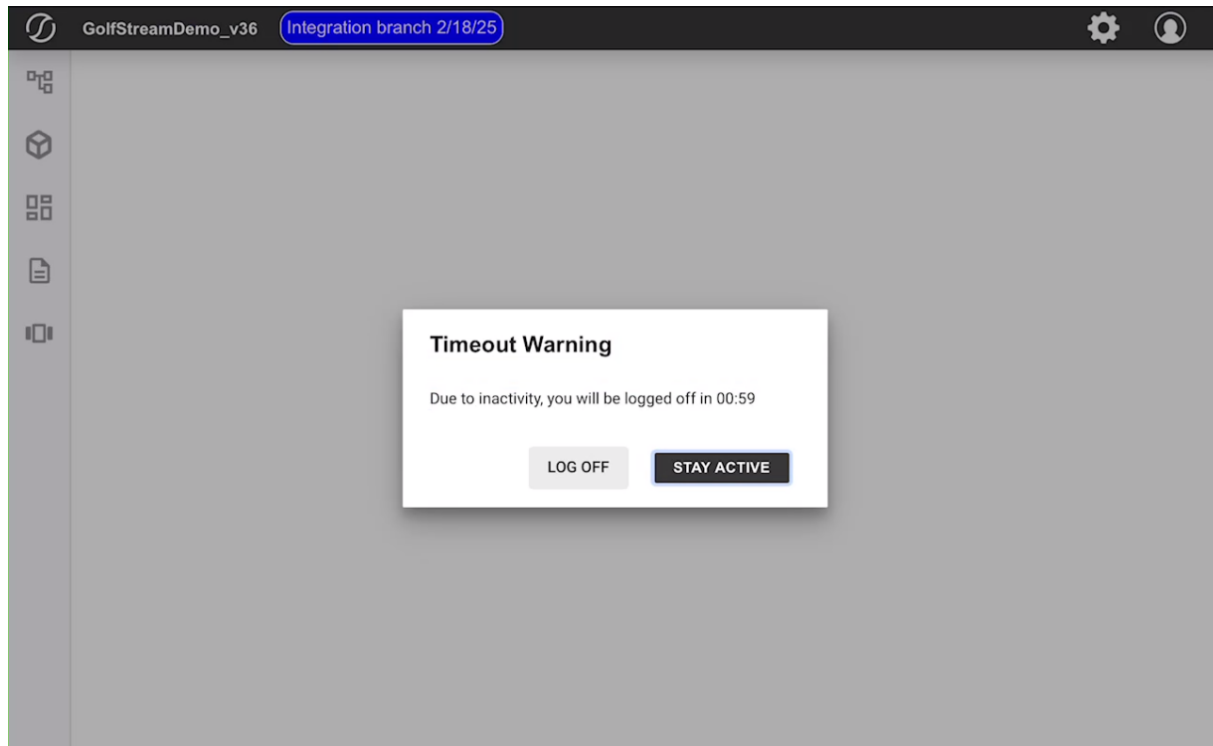 GolfStreamDemo_v36 Integration branch 2/18/25
Timeout Warning
Due to inactivity, you will be logged off in 00:59
LOG OFF STAY ACTIVE